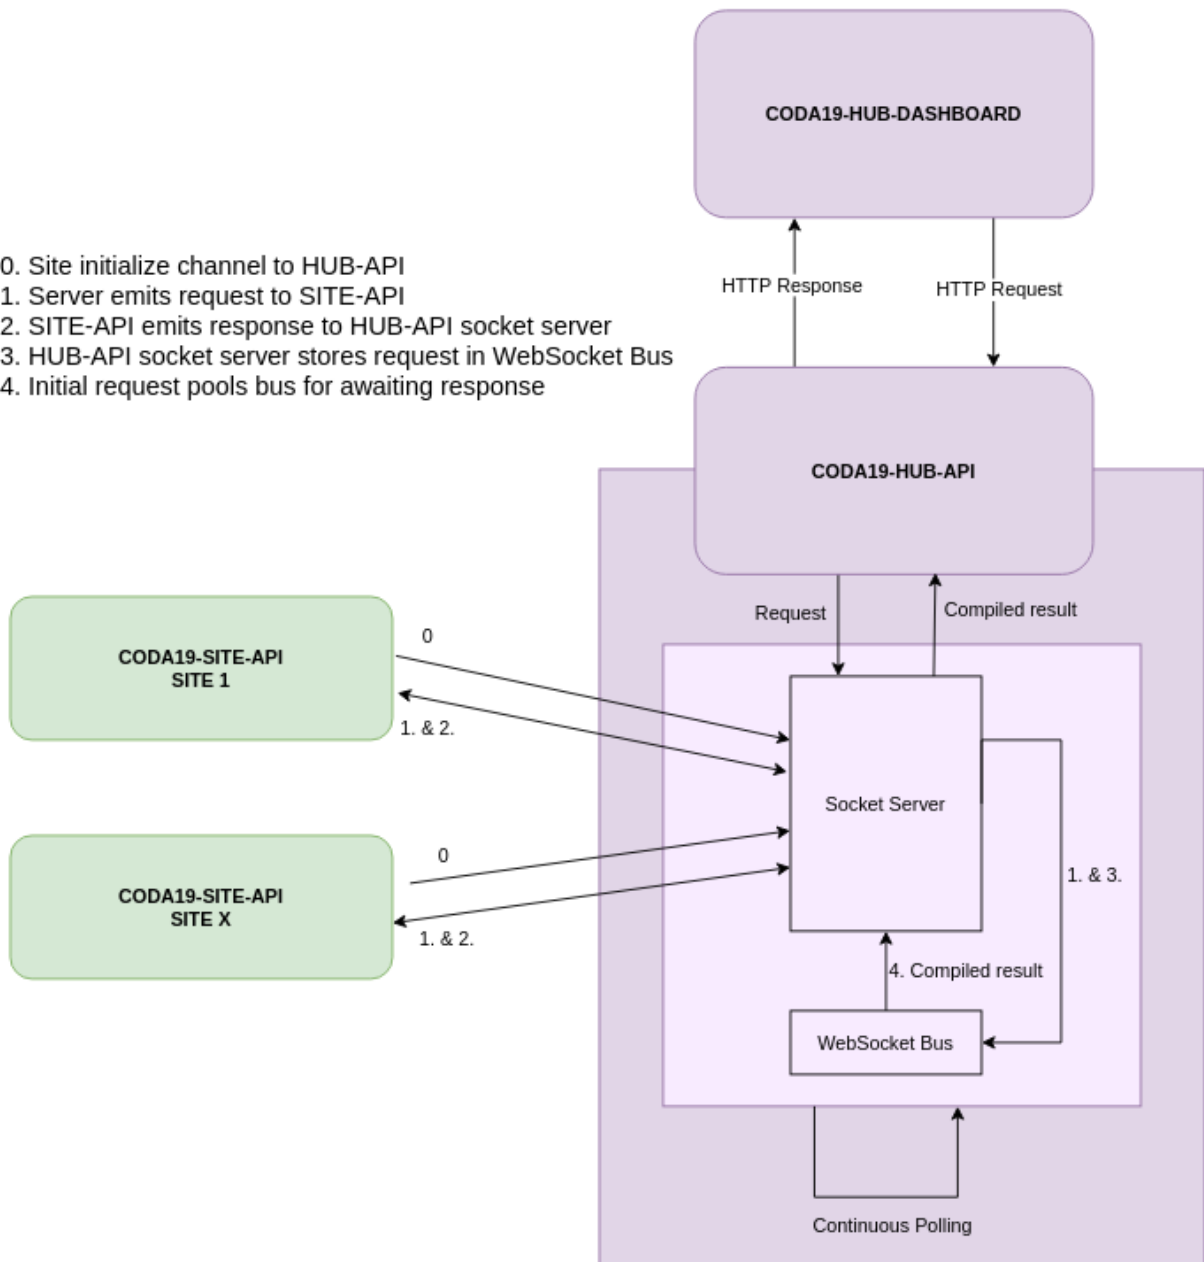 CODA19-HUB-DASHBOARD
HTTP Response
HTTP Request
0. Site initialize channel to HUB-API
1. Server emits request to SITE-API
2. SITE-API emits response to HUB-API socket server
3. HUB-API socket server stores request in WebSocket Bus
4. Initial request pools bus for awaiting response
CODA19-HUB-API
Request
Compiled result
CODA19-SITE-API
SITE 1
0
1. & 2.
Socket Server
CODA19-SITE-API
SITE X
0
1. & 2.
1. & 3.
4. Compiled result
WebSocket Bus
Continuous Polling